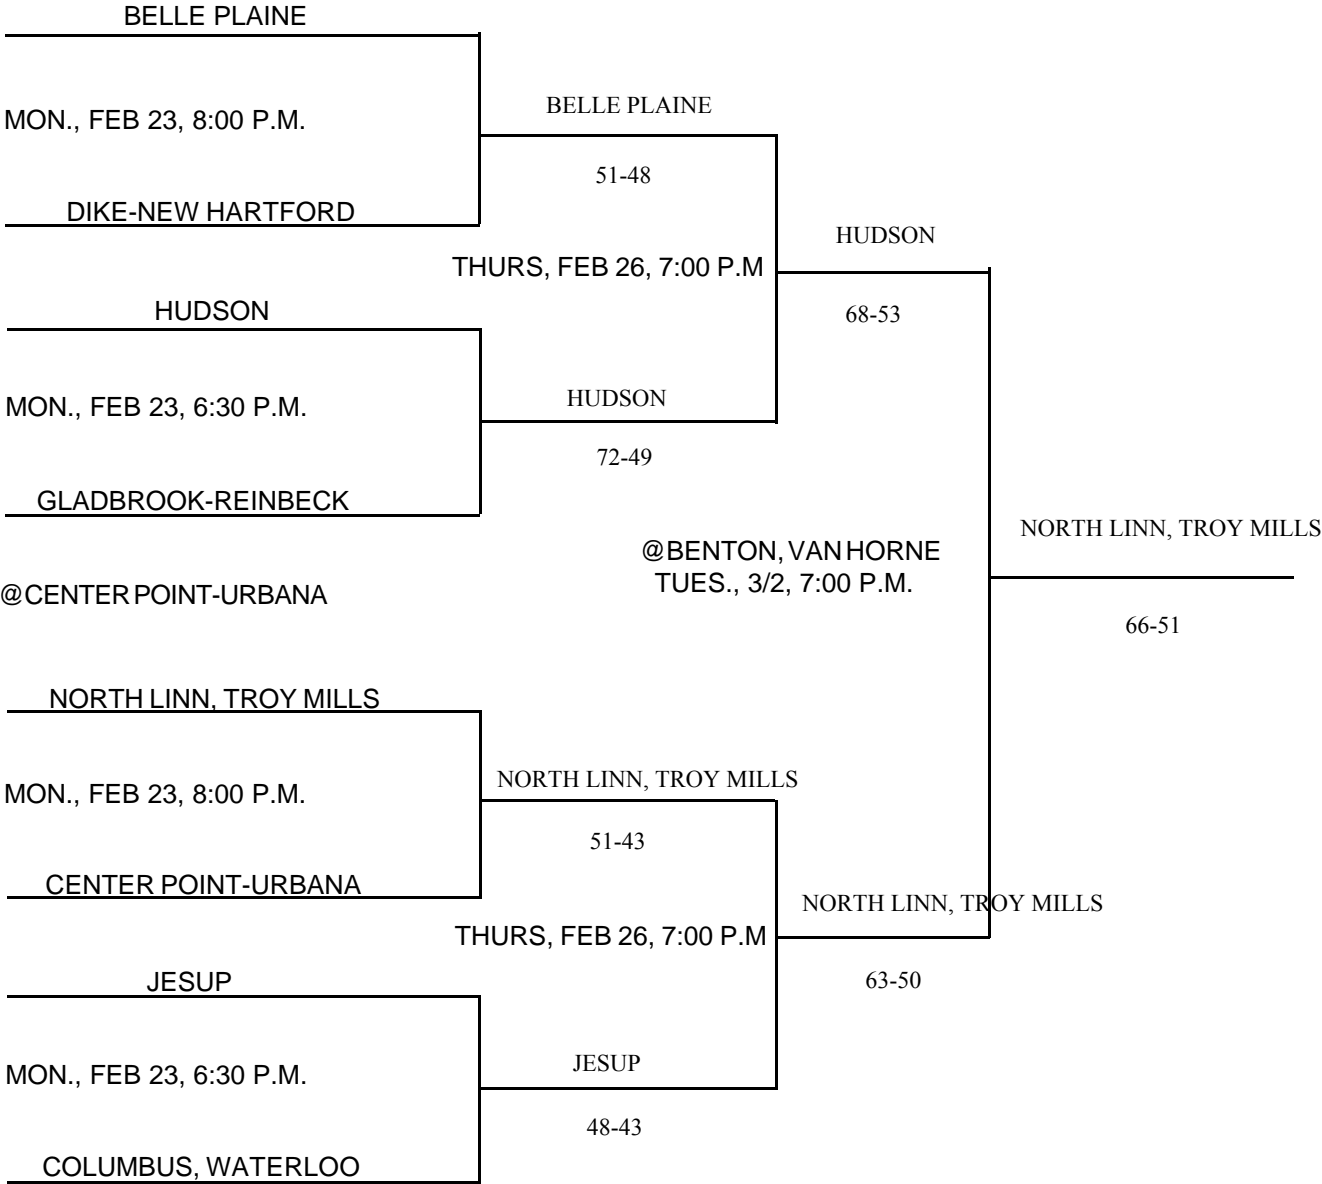 BELLE PLAINE
MON., FEB 23, 8:00 P.M.
BELLE PLAINE
51-48
DIKE-NEW HARTFORD
HUDSON
THURS, FEB 26, 7:00 P.M
HUDSON
68-53
MON., FEB 23, 6:30 P.M.
HUDSON
72-49
GLADBROOK-REINBECK
NORTH LINN, TROY MILLS
@BENTON, VAN HORNE
TUES., 3/2, 7:00 P.M.
@CENTER POINT-URBANA
66-51
NORTH LINN, TROY MILLS
MON., FEB 23, 8:00 P.M.
NORTH LINN, TROY MILLS
51-43
CENTER POINT-URBANA
NORTH LINN, TROY MILLS
THURS, FEB 26, 7:00 P.M
JESUP
63-50
MON., FEB 23, 6:30 P.M.
JESUP
48-43
COLUMBUS, WATERLOO